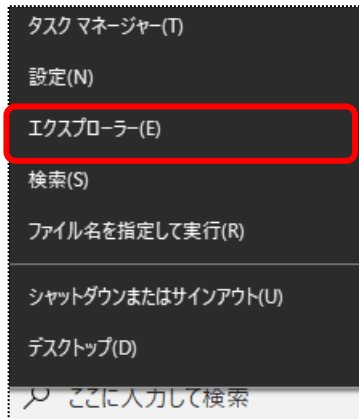 タスク マネージャー(T)
設定(N)
エクスプローラー(E)
検索(S)
ファイル名を指定して実行(R)
シャットダウンまたはサインアウト(U)
デスクトップ(D)
ここに入力して検索